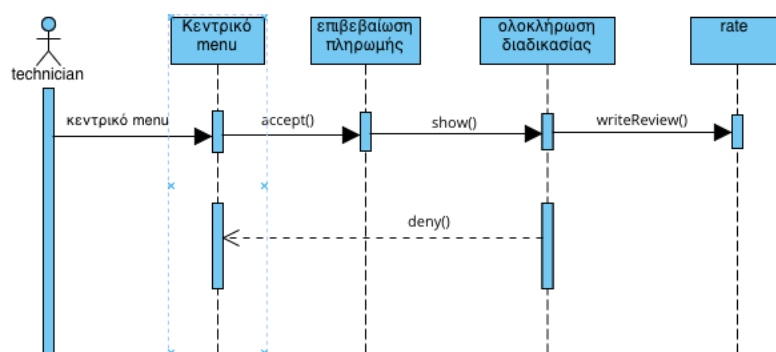 technician
Κεντρικό
menu
επιβεβαίωση
πληρωμής
ολοκλήρωση
διαδικασίας
rate
κεντρικό menu
accept()
show()
writeReview()
deny()